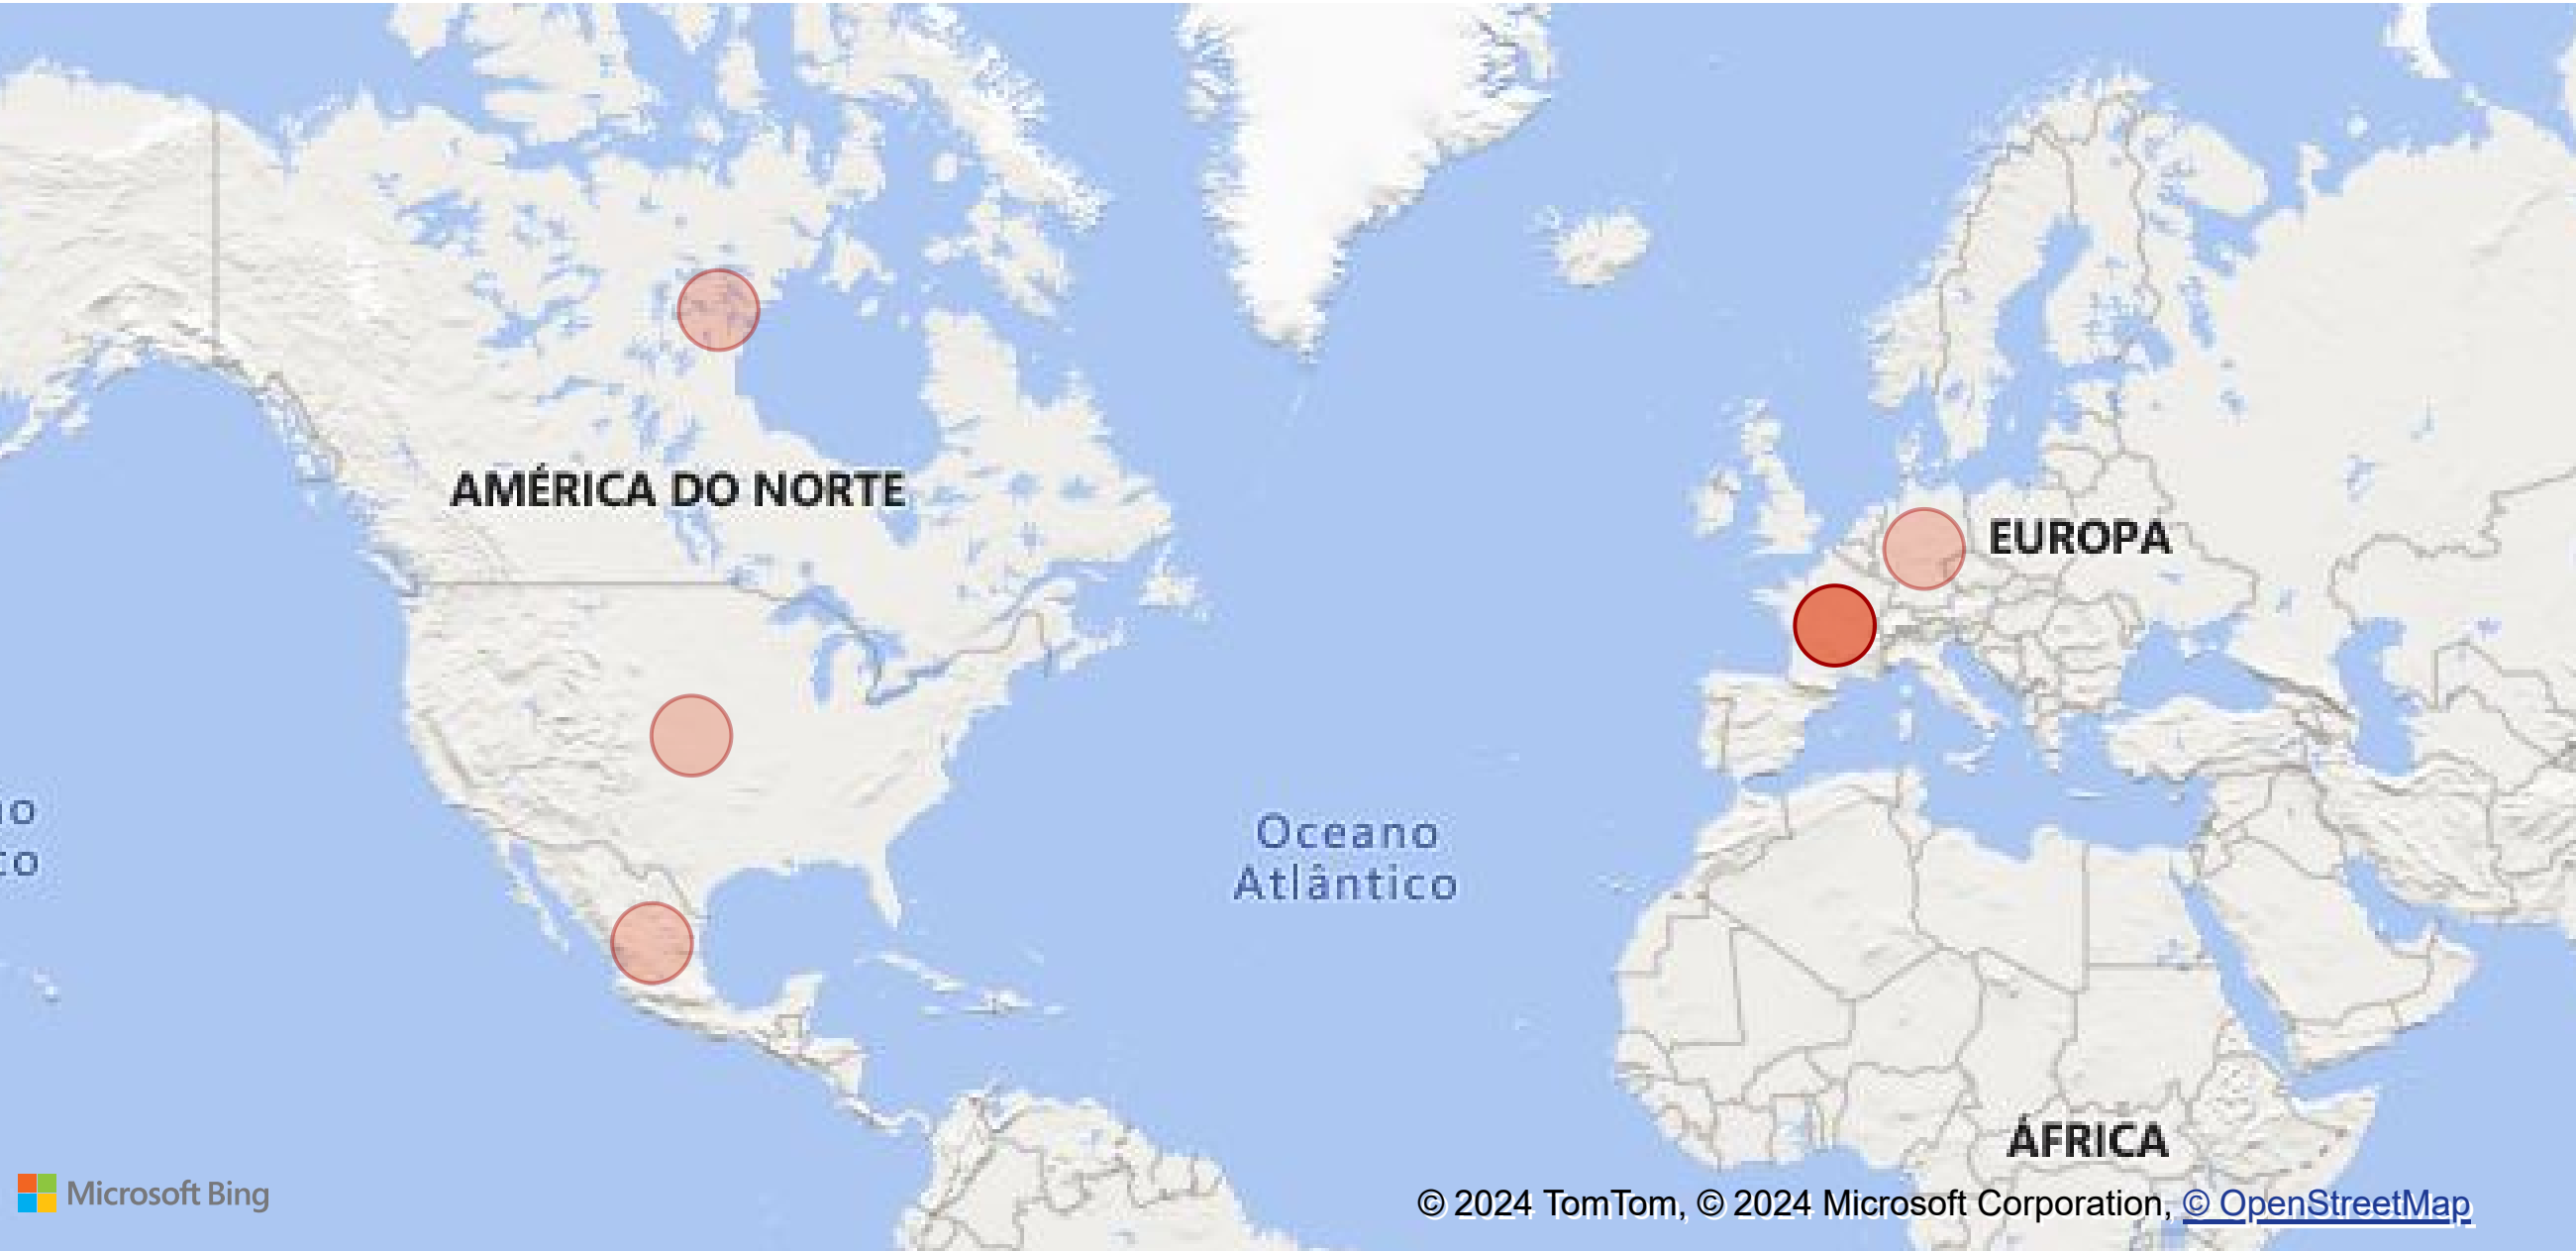 AMÉRICA DO NORTE
EUROPA
Oceano
Atlântico
ÁFRICA
Microsoft Bing
© 2024 TomTom, © 2024 Microsoft Corporation, © OpenStreetMap